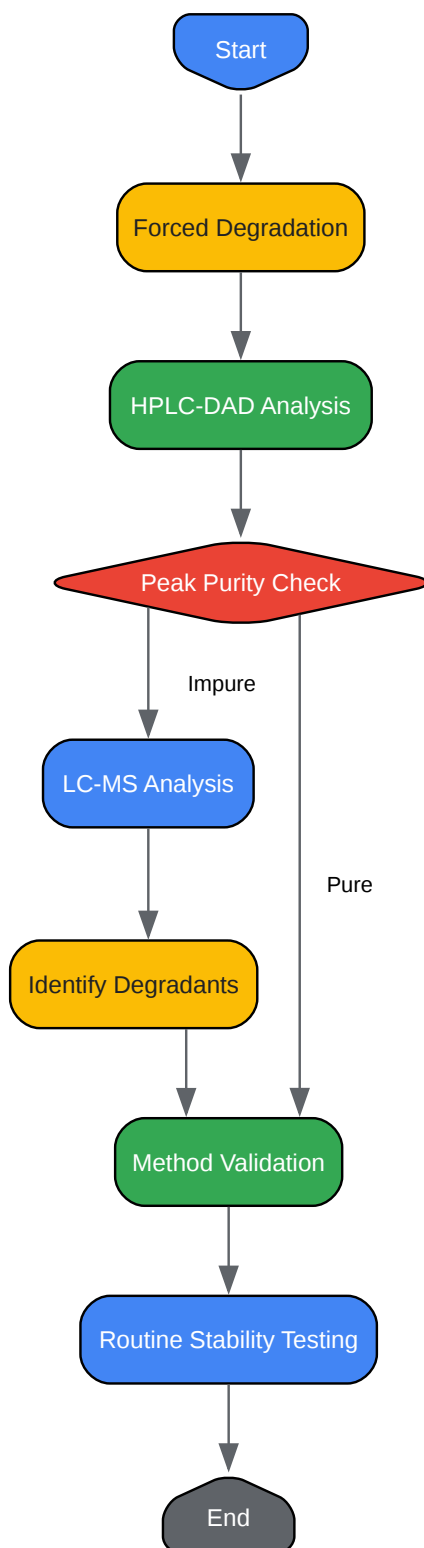 Start
Forced Degradation
HPLC-DAD Analysis
Peak Purity Check
Impure
LC-MS Analysis
Pure
Identify Degradants
Method Validation
Routine Stability Testing
End